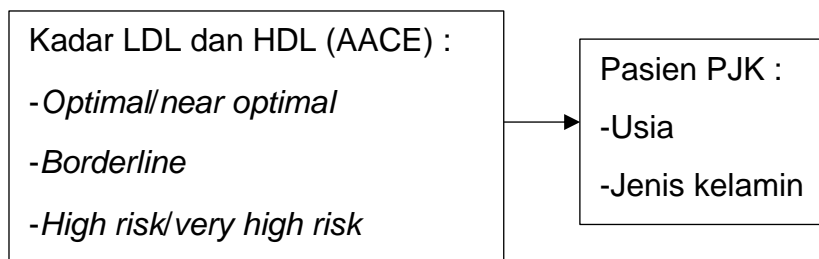 Kadar LDL dan HDL (AACE) :
-Optimal/near optimal
-Borderline
-High risk/very high risk
Pasien PJK :
-Usia
-Jenis kelamin